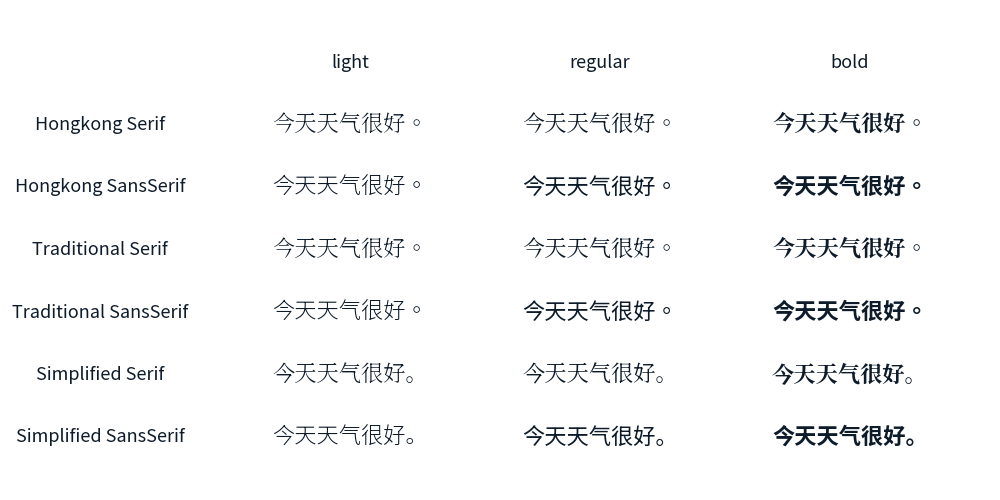 light regular bold
Hongkong Serif 今天天气很好。 今天天气很好。 今天天气很好。
Hongkong SansSerif 今天天气很好。 今天天气很好。 今天天气很好。
Traditional Serif 今天天气很好。 今天天气很好。 今天天气很好。
Traditional SansSerif 今天天气很好。 今天天气很好。 今天天气很好。
Simplified Serif 今天天气很好。 今天天气很好。 今天天气很好。
Simplified SansSerif 今天天气很好。 今天天气很好。 今天天气很好。